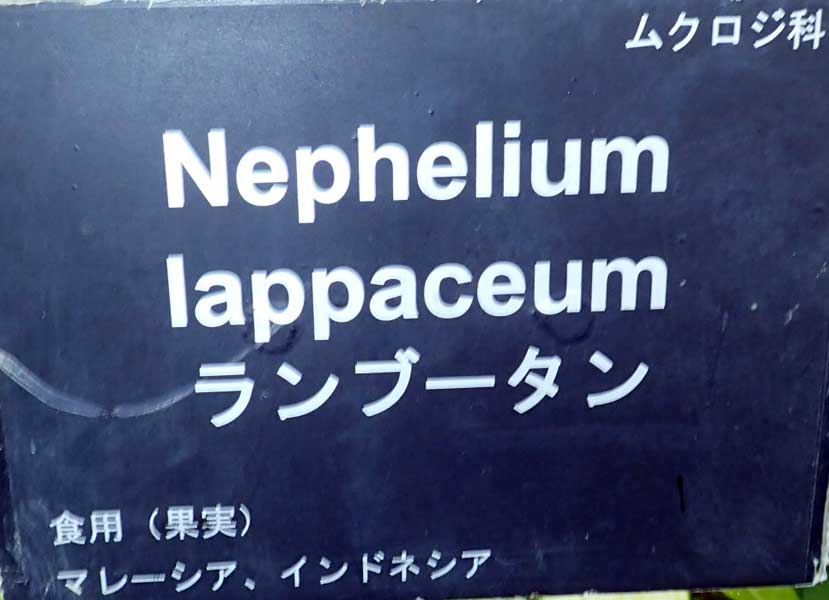 ムクロジ科
Nephelium
lappaceum
ランブータン
食用（果実）
マレーシア、インドネシア